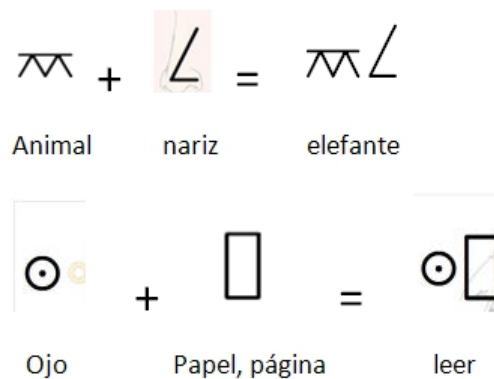 + =
Animal nariz elefante
+ =
Ojo Papel, página leer